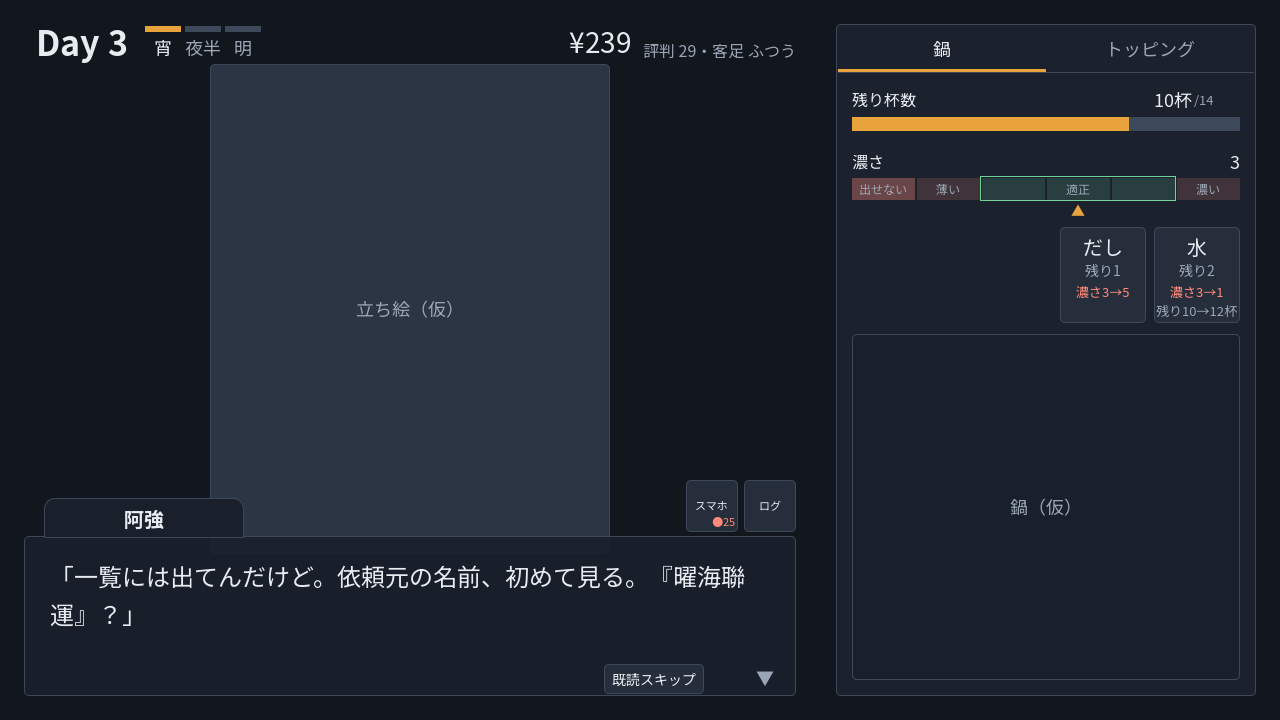 Day 3
宵 夜半 明
¥239 評判 29・客足 ふつう
立ち絵（仮）
スマホ
25
ログ
阿強
「一覧には出てんだけど。依頼元の名前、初めて見る。『曜海聯
運』？」
既読スキップ
▼
鍋 トッピング
残り杯数 10杯/14
濃さ 3
出せない 薄い 適正 濃い
だし
残り1
濃さ3→5
水
残り2
濃さ3→1
残り10→12杯
鍋（仮）